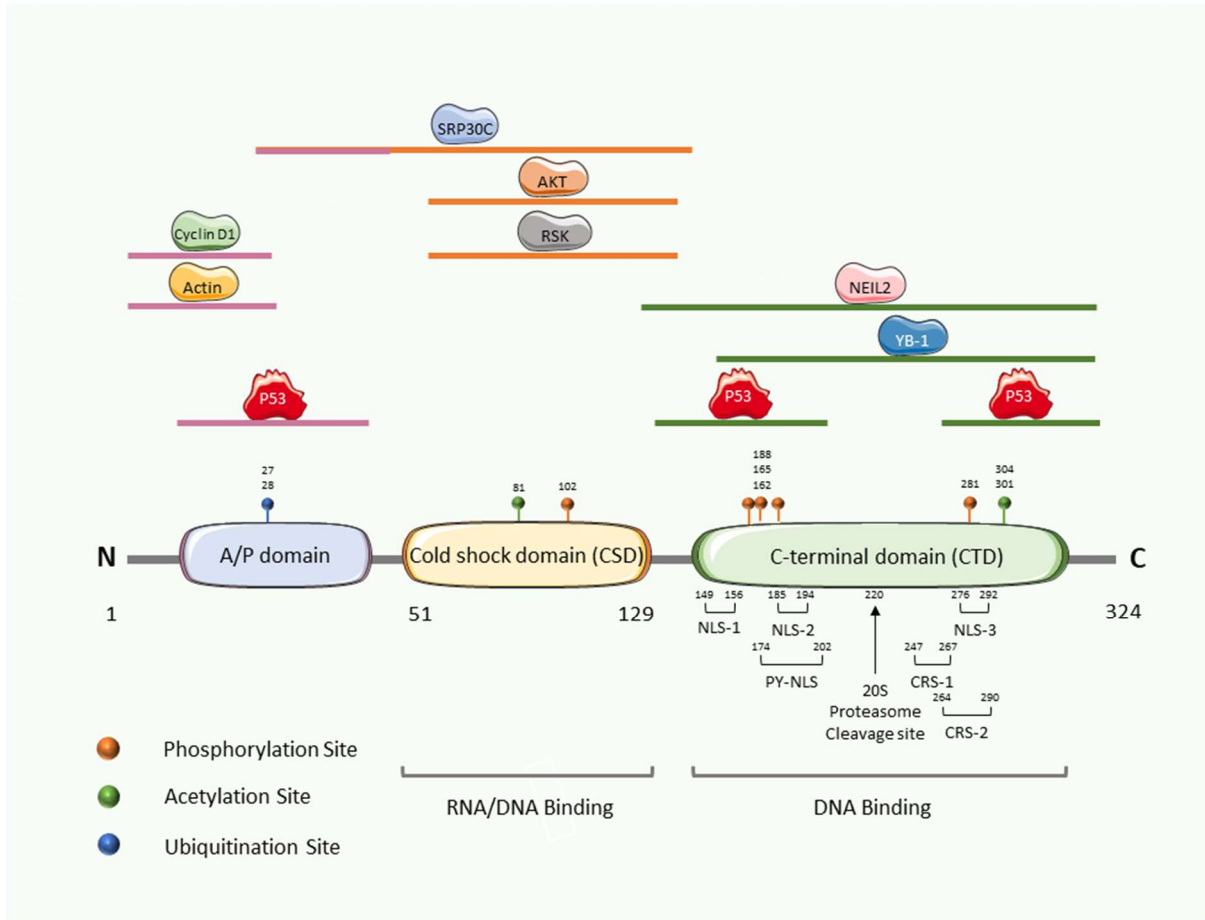 SRP30C
AKT
Cyclin D1
RSK
Actin
NEIL2
YB-1
P53
P53
P53
27
28
81
102
188
165
162
281
304
301
N
A/P domain
Cold shock domain (CSD)
C-terminal domain (CTD)
C
1
51
129
324
149 156
NLS-1
185 194
NLS-2
220
276 292
NLS-3
174 202
PY-NLS
247 267
CRS-1
20S
Proteasome
Cleavage site
264 290
CRS-2
Phosphorylation Site
Acetylation Site
Ubiquitination Site
RNA/DNA Binding
DNA Binding